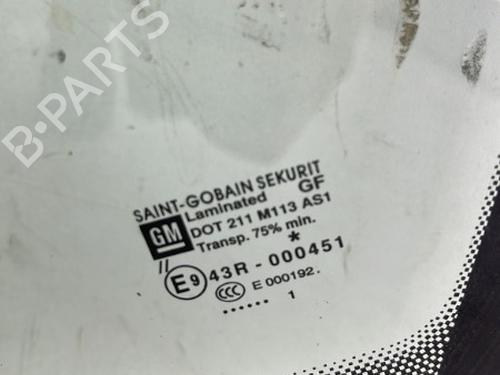 B-PARTS
SAINT-GOBAIN SEKURIT
Laminated GF
GM DOT 211 M113 AS1
Transp. 75% min.
*
II
E9 43R - 000451
CCC E 000192.
...... 1